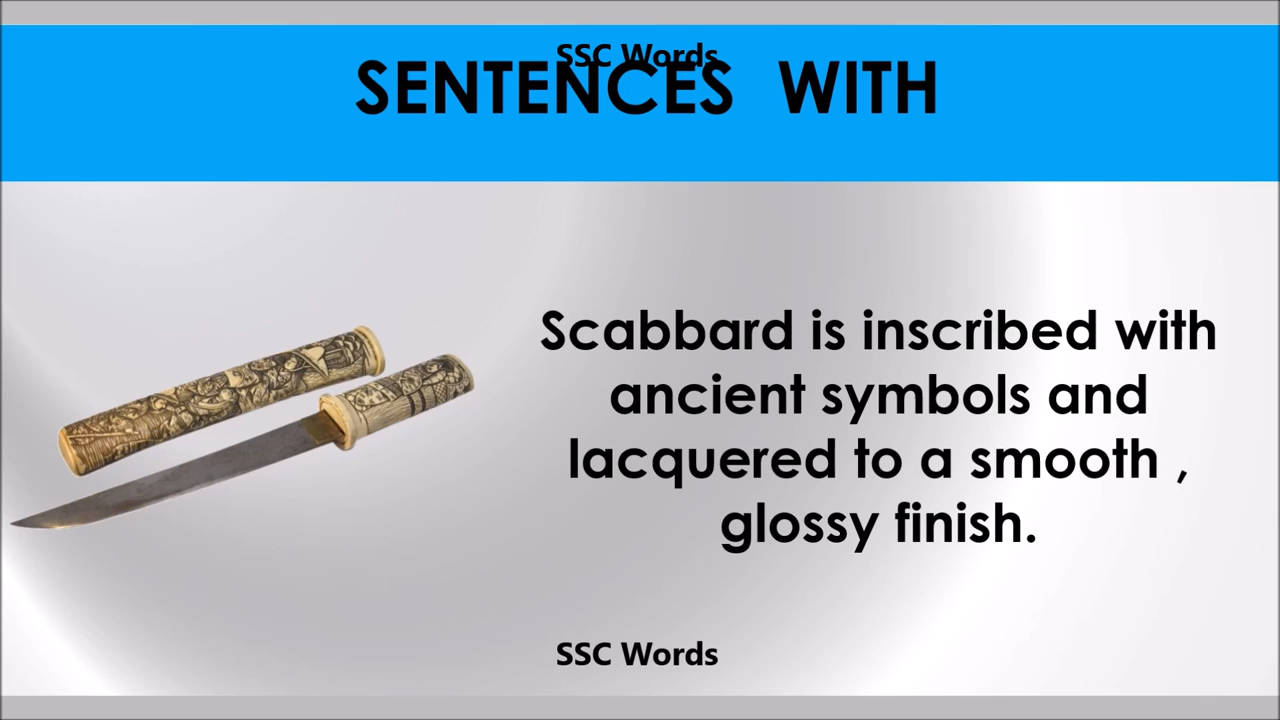 SSC Words
SENTENCES WITH
Scabbard is inscribed with
ancient symbols and
lacquered to a smooth ,
glossy finish.
SSC Words